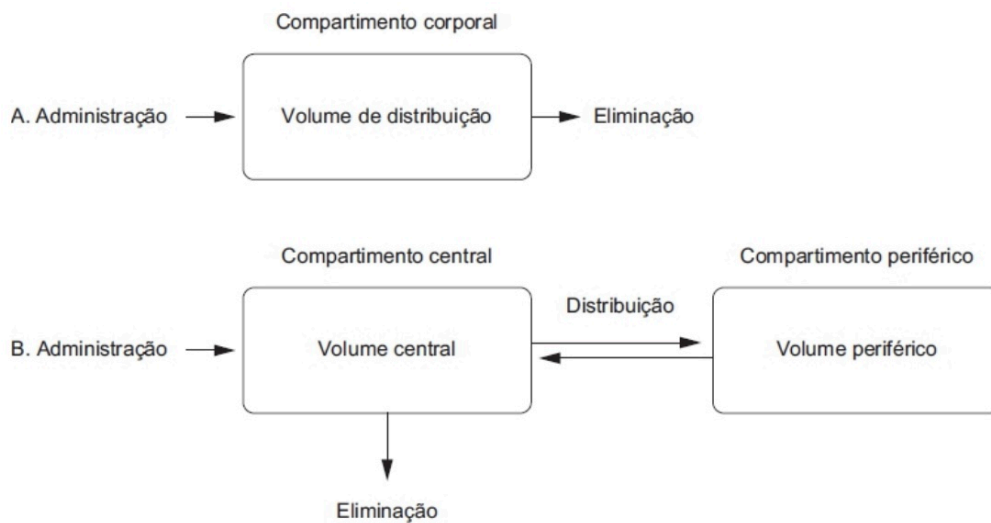 Compartimento corporal
A. Administração
Volume de distribuição
Eliminação
Compartimento central
Compartimento periférico
Distribuição
B. Administração
Volume central
Volume periférico
Eliminação